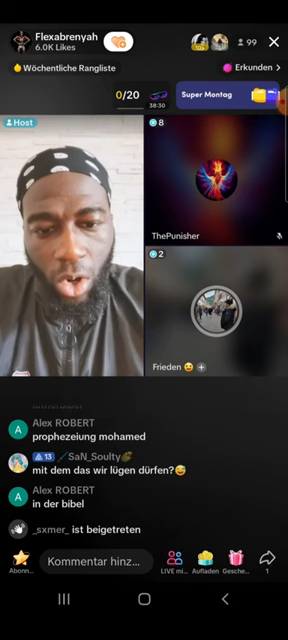 Flexabrenyah
6.0K Likes
99
Wöchentliche Rangliste
Erkunden >
0/20
38:30
Super Montag
Host
8
ThePunisher
2
Frieden 😉 +
Alex ROBERT
A
prophezeiung mohamed
13 SaN_Soulty
mit dem das wir lügen dürfen?😅
Alex ROBERT
A
in der bibel
_sxmer_ ist beigetreten
Kommentar hinz...
Abonn...
LIVE mi...
Aufladen
Gesche...
1